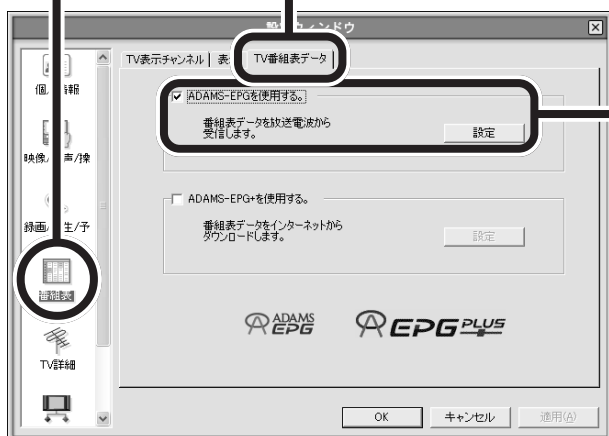 TV表示チャンネル
TV番組表データ
ADAMS-EPGを使用する。
番組表データを放送電波から
受信します。
設定
ADAMS-EPG+を使用する。
番組表データをインターネットから
ダウンロードします。
設定
番組表
TV詳細
ADAMS
EPG
EPG PLUS
OK
キャンセル
適用(A)